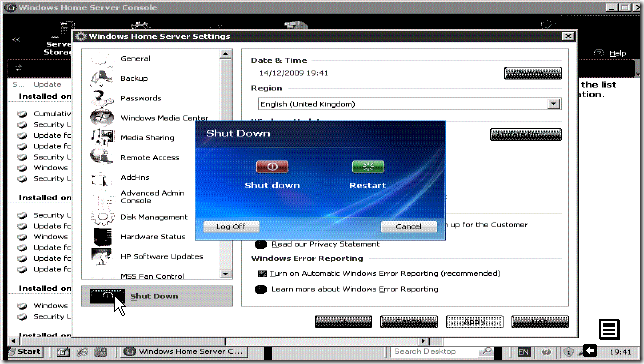 Windows Home Server Console
Windows Home Server Settings
Server
Storage
Help
General
Backup
Passwords
Windows Media Center
Media Sharing
Remote Access
Add-ins
Advanced Admin
Console
Disk Management
Hardware Status
HP Software Updates
MSS Fan Control
Shut Down
Date & Time
14/12/2009 19:41
Region
English (United Kingdom)
Shut Down
Shut down
Restart
Log Off
Cancel
up for the Customer
Read our Privacy Statement
Windows Error Reporting
Turn on Automatic Windows Error Reporting (recommended)
Learn more about Windows Error Reporting
Apply
S...
Update
Installed on
Cumulativ
Security L
Update fo
Update fo
Security L
Windows
Security L
Installed on
Security L
Update fo
Windows
Update fo
Security L
Update fo
Installed on
Windows
Security L
the list
Start
Windows Home Server C...
Search Desktop
19:41